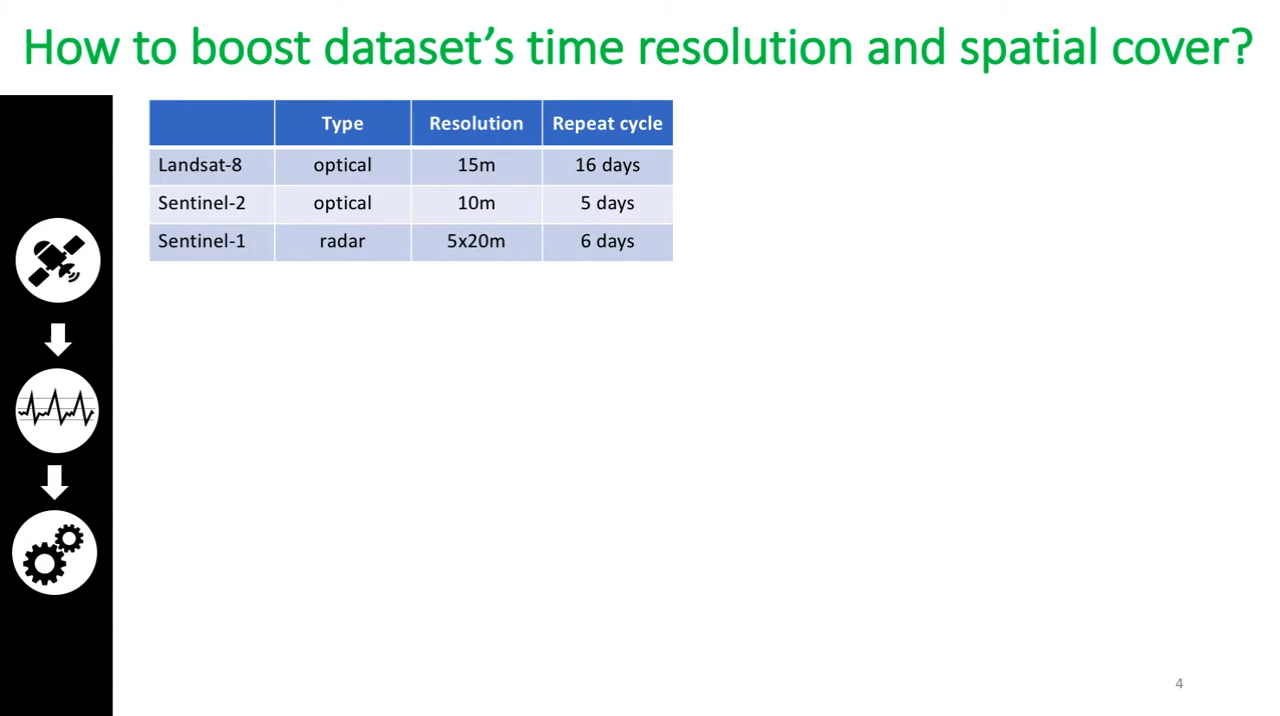 How to boost dataset’s time resolution and spatial cover?
Type Resolution Repeat cycle
Landsat-8 optical 15m 16 days
Sentinel-2 optical 10m 5 days
Sentinel-1 radar 5x20m 6 days
4